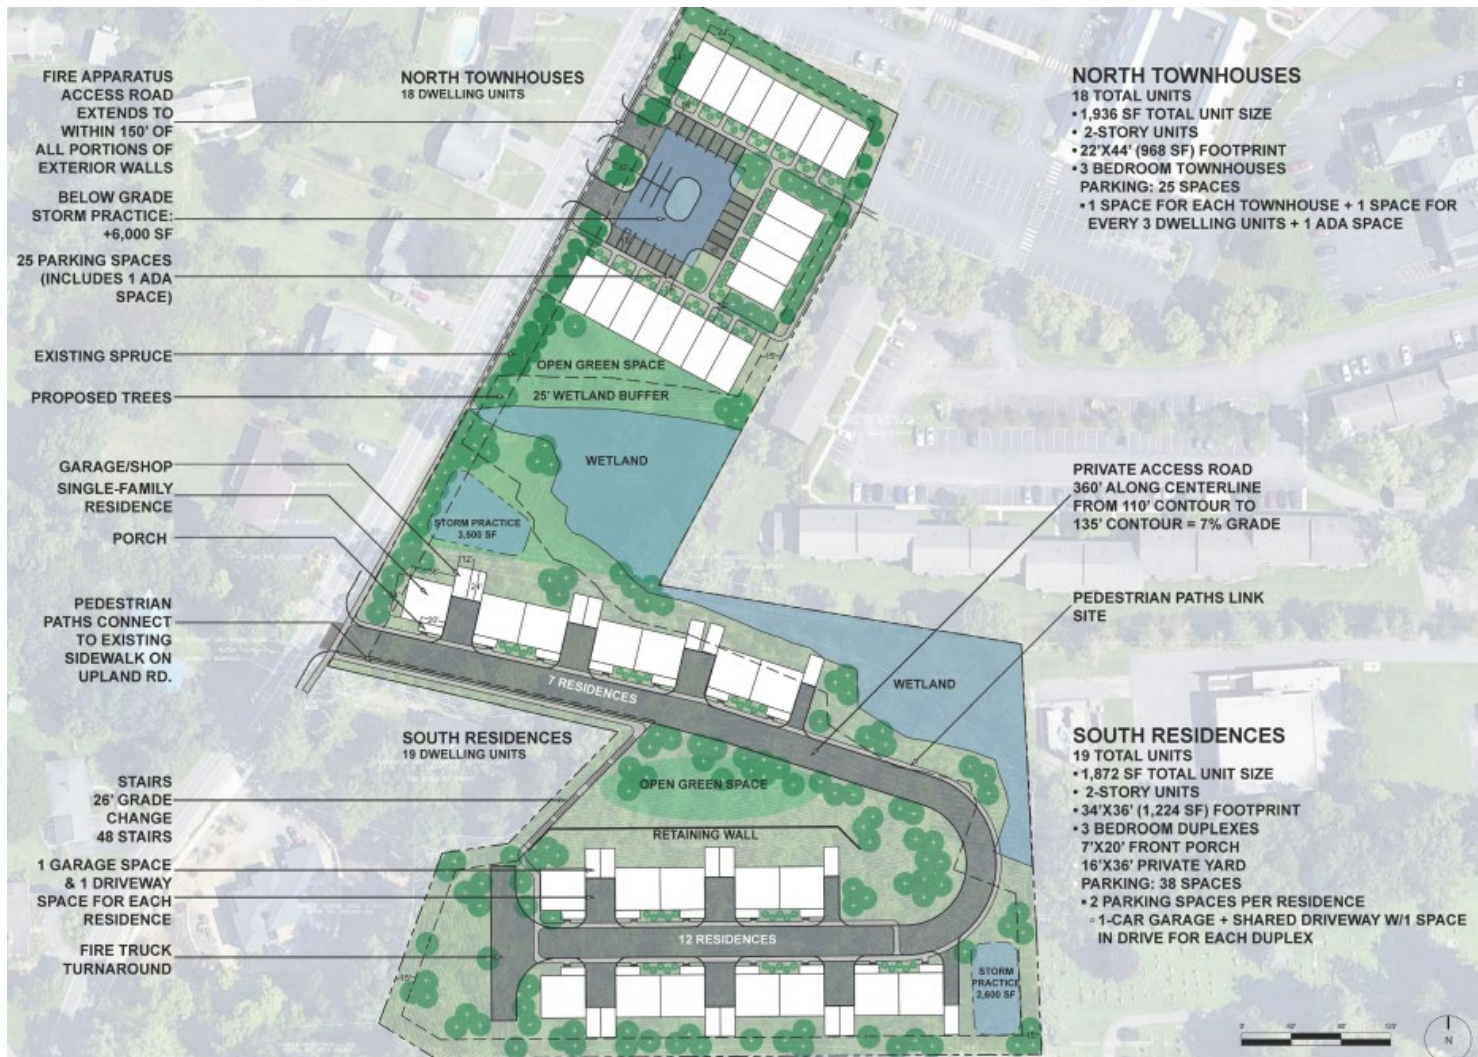 FIRE APPARATUS
ACCESS ROAD
EXTENDS TO
WITHIN 150' OF
ALL PORTIONS OF
EXTERIOR WALLS
BELOW GRADE
STORM PRACTICE:
+6,000 SF
25 PARKING SPACES
(INCLUDES 1 ADA
SPACE)
EXISTING SPRUCE
PROPOSED TREES
GARAGE/SHOP
SINGLE-FAMILY
RESIDENCE
PORCH
PEDESTRIAN
PATHS CONNECT
TO EXISTING
SIDEWALK ON
UPLAND RD.
STAIRS
26' GRADE
CHANGE
48 STAIRS
1 GARAGE SPACE
& 1 DRIVEWAY
SPACE FOR EACH
RESIDENCE
FIRE TRUCK
TURNAROUND
NORTH TOWNHOUSES
18 DWELLING UNITS
OPEN GREEN SPACE
25' WETLAND BUFFER
15'
WETLAND
STORM PRACTICE
3,500 SF
12'
24'
20'
7 RESIDENCES
WETLAND
SOUTH RESIDENCES
19 DWELLING UNITS
OPEN GREEN SPACE
RETAINING WALL
12 RESIDENCES
STORM
PRACTICE
2,600 SF
15'
15'
NORTH TOWNHOUSES
18 TOTAL UNITS
• 1,936 SF TOTAL UNIT SIZE
• 2-STORY UNITS
• 22'X44' (968 SF) FOOTPRINT
• 3 BEDROOM TOWNHOUSES
PARKING: 25 SPACES
• 1 SPACE FOR EACH TOWNHOUSE + 1 SPACE FOR
EVERY 3 DWELLING UNITS + 1 ADA SPACE
PRIVATE ACCESS ROAD
360' ALONG CENTERLINE
FROM 110' CONTOUR TO
135' CONTOUR = 7% GRADE
PEDESTRIAN PATHS LINK
SITE
SOUTH RESIDENCES
19 TOTAL UNITS
• 1,872 SF TOTAL UNIT SIZE
• 2-STORY UNITS
• 34'X36' (1,224 SF) FOOTPRINT
• 3 BEDROOM DUPLEXES
7'X20' FRONT PORCH
16'X36' PRIVATE YARD
PARKING: 38 SPACES
• 2 PARKING SPACES PER RESIDENCE
◦ 1-CAR GARAGE + SHARED DRIVEWAY W/1 SPACE
IN DRIVE FOR EACH DUPLEX
0' 40' 80' 120'
N